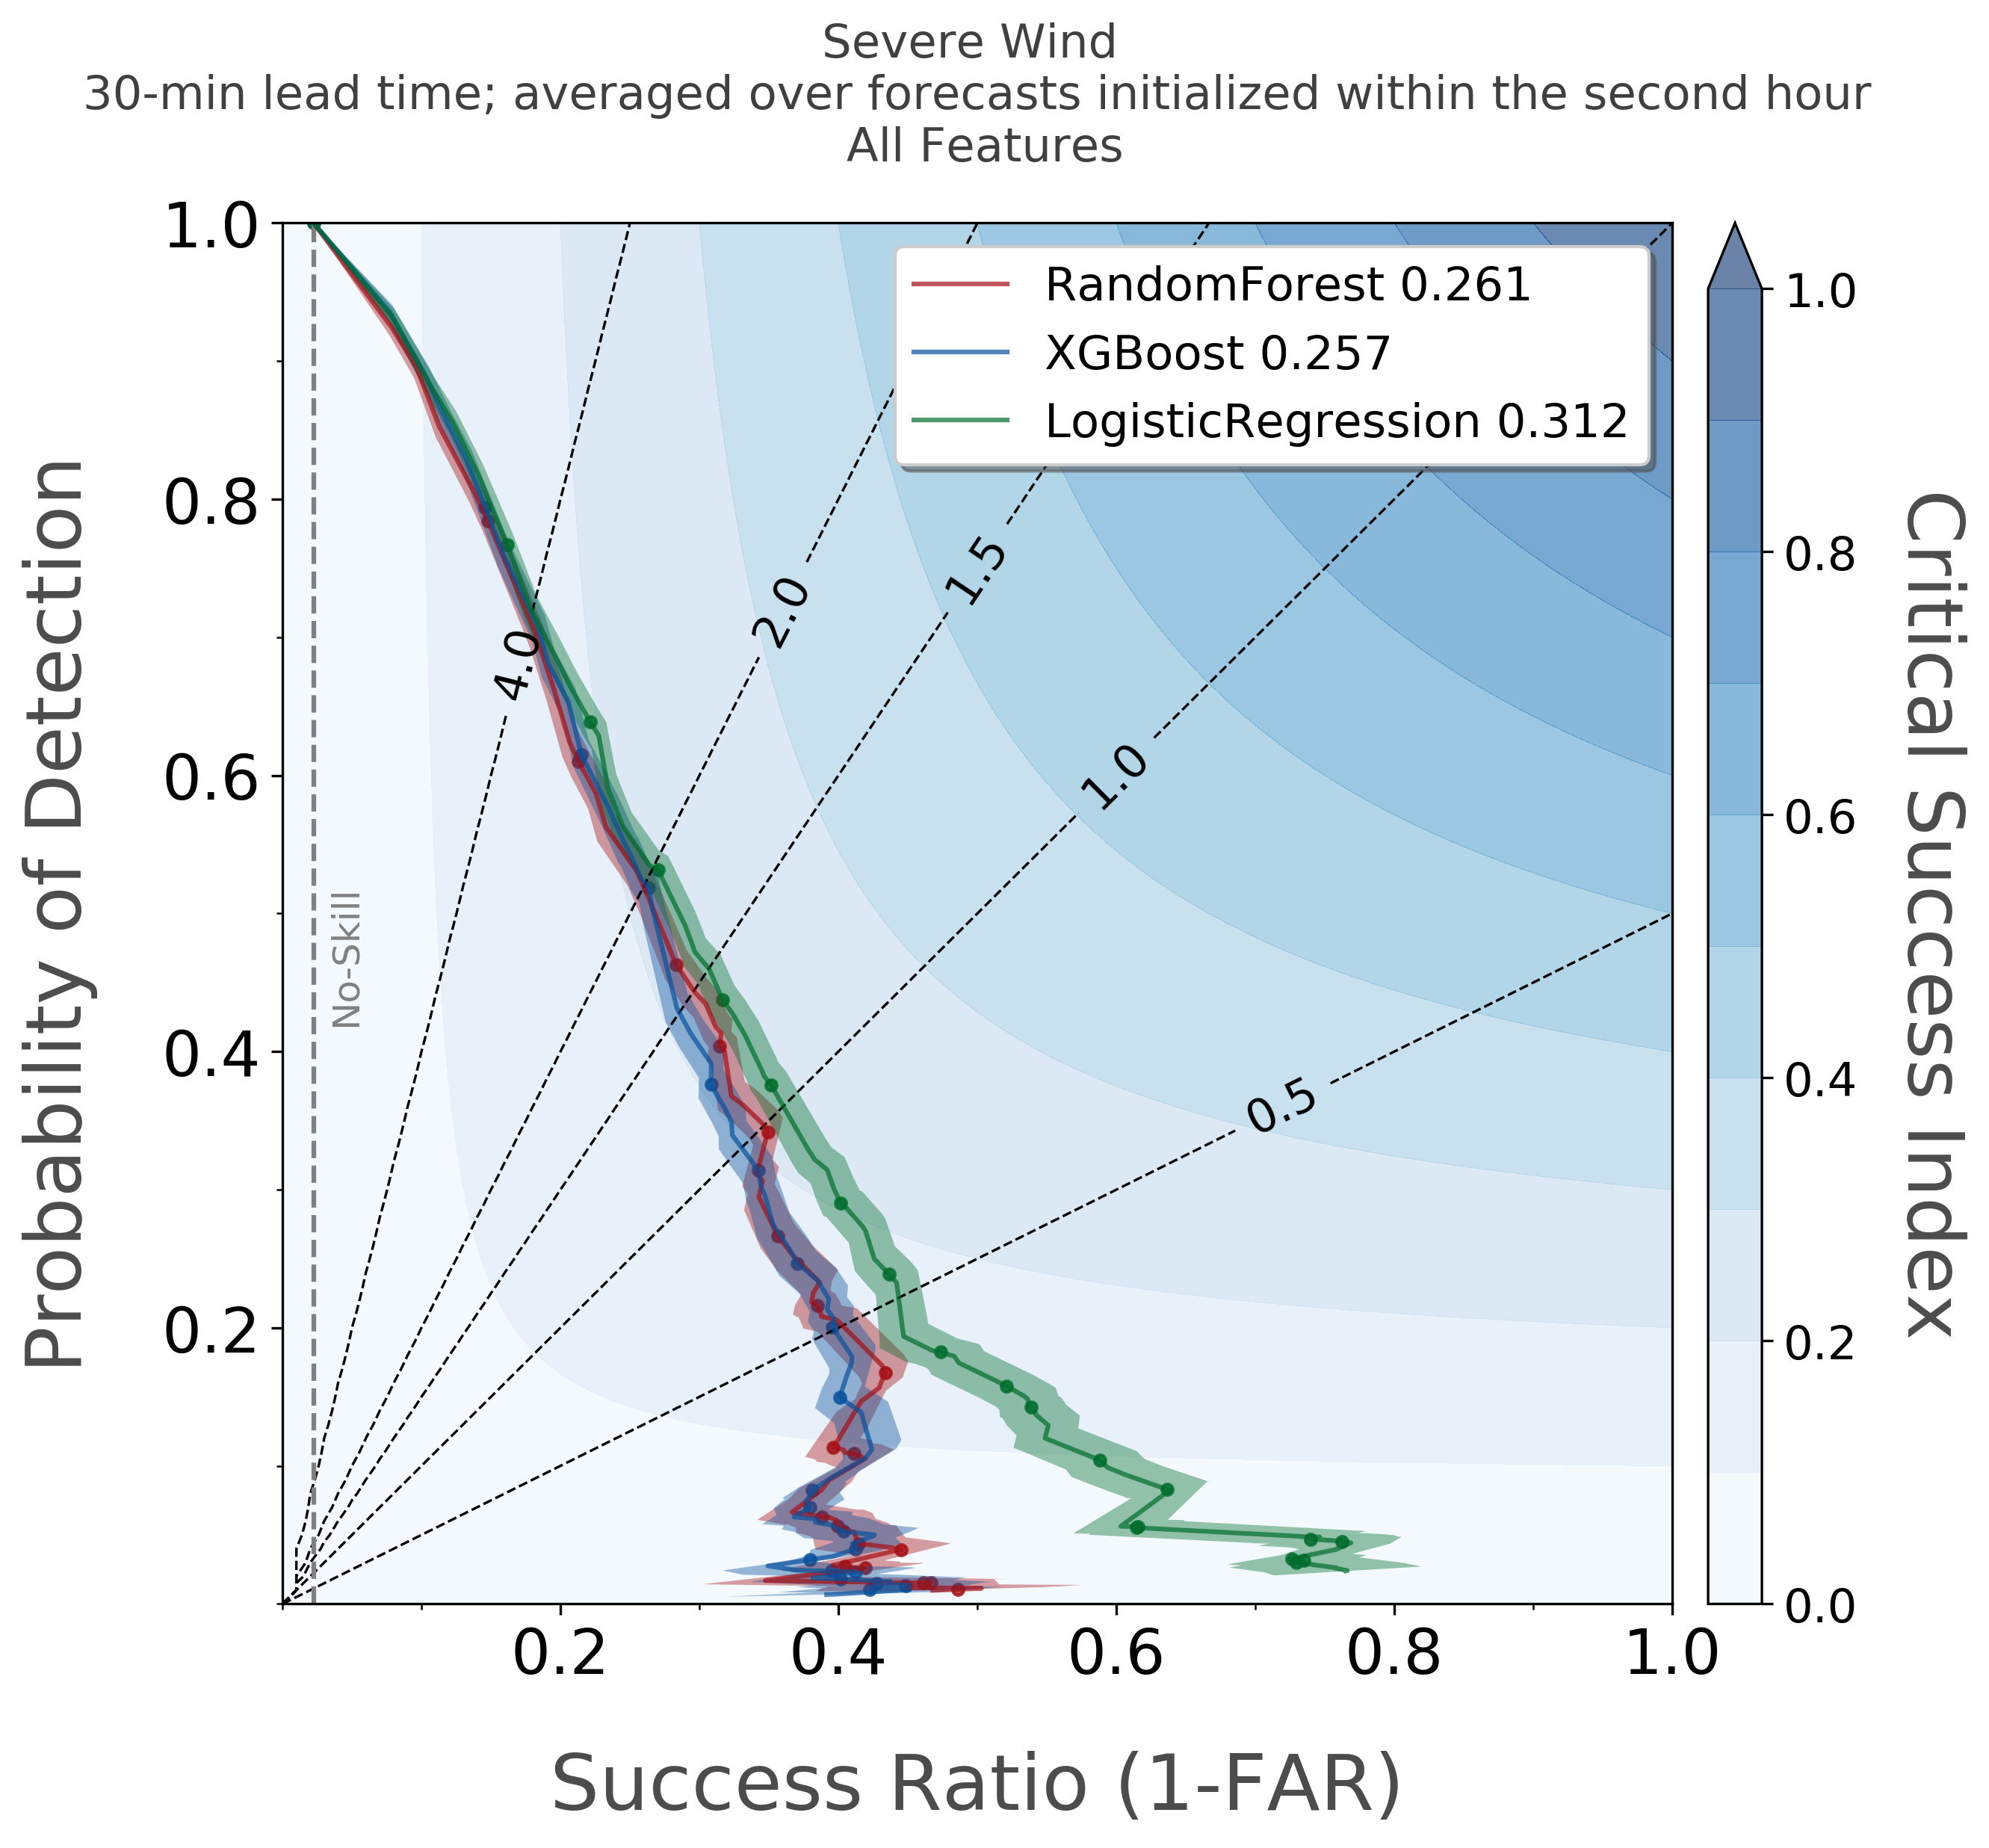 Severe Wind
30-min lead time; averaged over forecasts initialized within the second hour
All Features
RandomForest 0.261
XGBoost 0.257
LogisticRegression 0.312
Probability of Detection
1.0
0.8
0.6
0.4
0.2
No-Skill
4.0
2.0
1.5
1.0
0.5
0.2
0.4
0.6
0.8
1.0
Success Ratio (1-FAR)
1.0
0.8
0.6
0.4
0.2
0.0
Critical Success Index